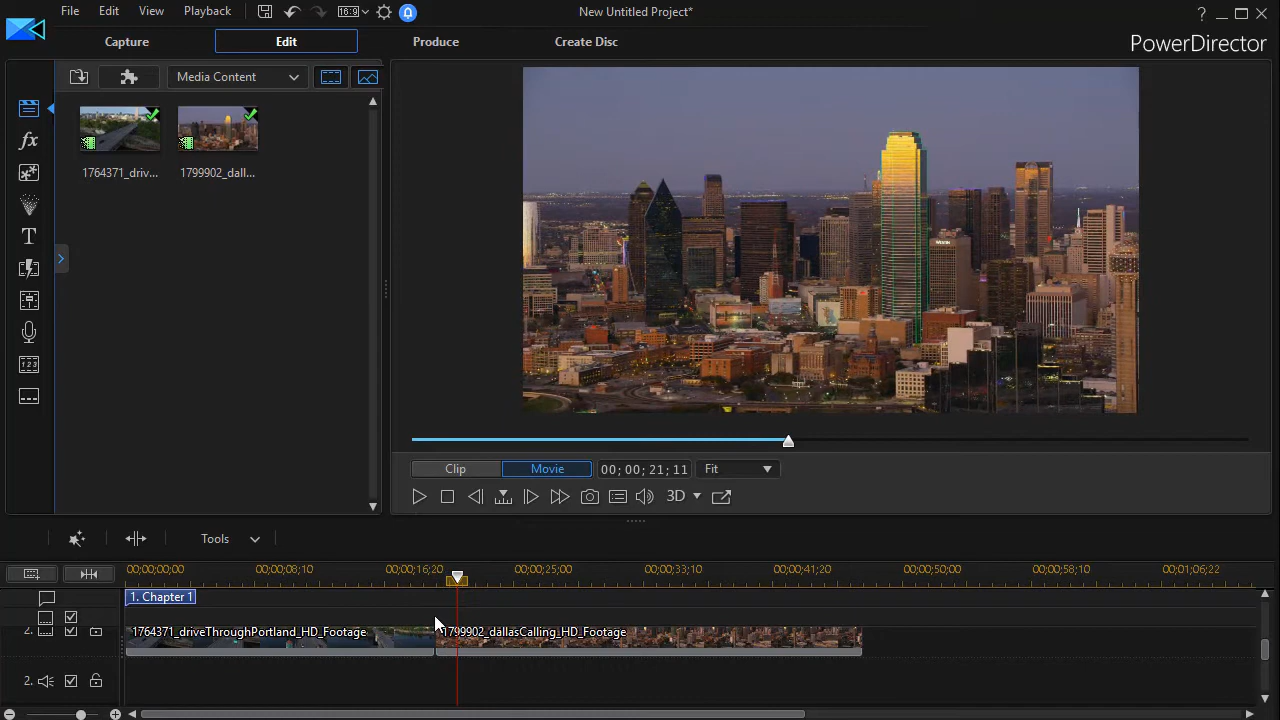 File Edit View Playback 16:9 New Untitled Project* ?
Capture Edit Produce Create Disc PowerDirector
Media Content
fx
1764371_driv... 1799902_dall...
T
Clip Movie 00; 00; 21; 11 Fit
3D
Tools
00;00;00;00 00;00;08;10 00;00;16;20 00;00;25;00 00;00;33;10 00;00;41;20 00;00;50;00 00;00;58;10 00;01;06;22
1. Chapter 1
2. 1764371_driveThroughPortland_HD_Footage 1799902_dallasCalling_HD_Footage
2.